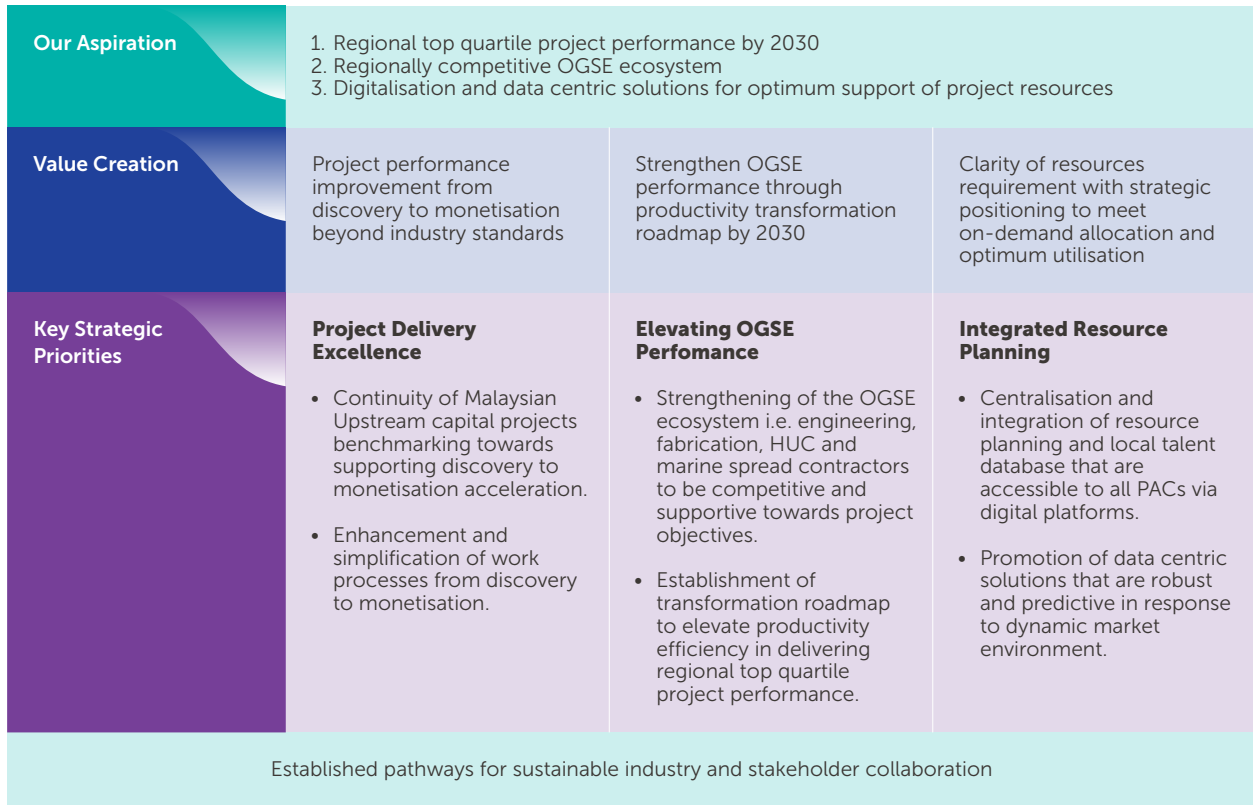 Our Aspiration
1. Regional top quartile project performance by 2030
2. Regionally competitive OGSE ecosystem
3. Digitalisation and data centric solutions for optimum support of project resources
Value Creation
Project performance
improvement from
discovery to monetisation
beyond industry standards
Strengthen OGSE
performance through
productivity transformation
roadmap by 2030
Clarity of resources
requirement with strategic
positioning to meet
on-demand allocation and
optimum utilisation
Key Strategic
Priorities
Project Delivery
Excellence
• Continuity of Malaysian
Upstream capital projects
benchmarking towards
supporting discovery to
monetisation acceleration.
• Enhancement and
simplification of work
processes from discovery
to monetisation.
Elevating OGSE
Perfomance
• Strengthening of the OGSE
ecosystem i.e. engineering,
fabrication, HUC and
marine spread contractors
to be competitive and
supportive towards project
objectives.
• Establishment of
transformation roadmap
to elevate productivity
efficiency in delivering
regional top quartile
project performance.
Integrated Resource
Planning
• Centralisation and
integration of resource
planning and local talent
database that are
accessible to all PACs via
digital platforms.
• Promotion of data centric
solutions that are robust
and predictive in response
to dynamic market
environment.
Established pathways for sustainable industry and stakeholder collaboration